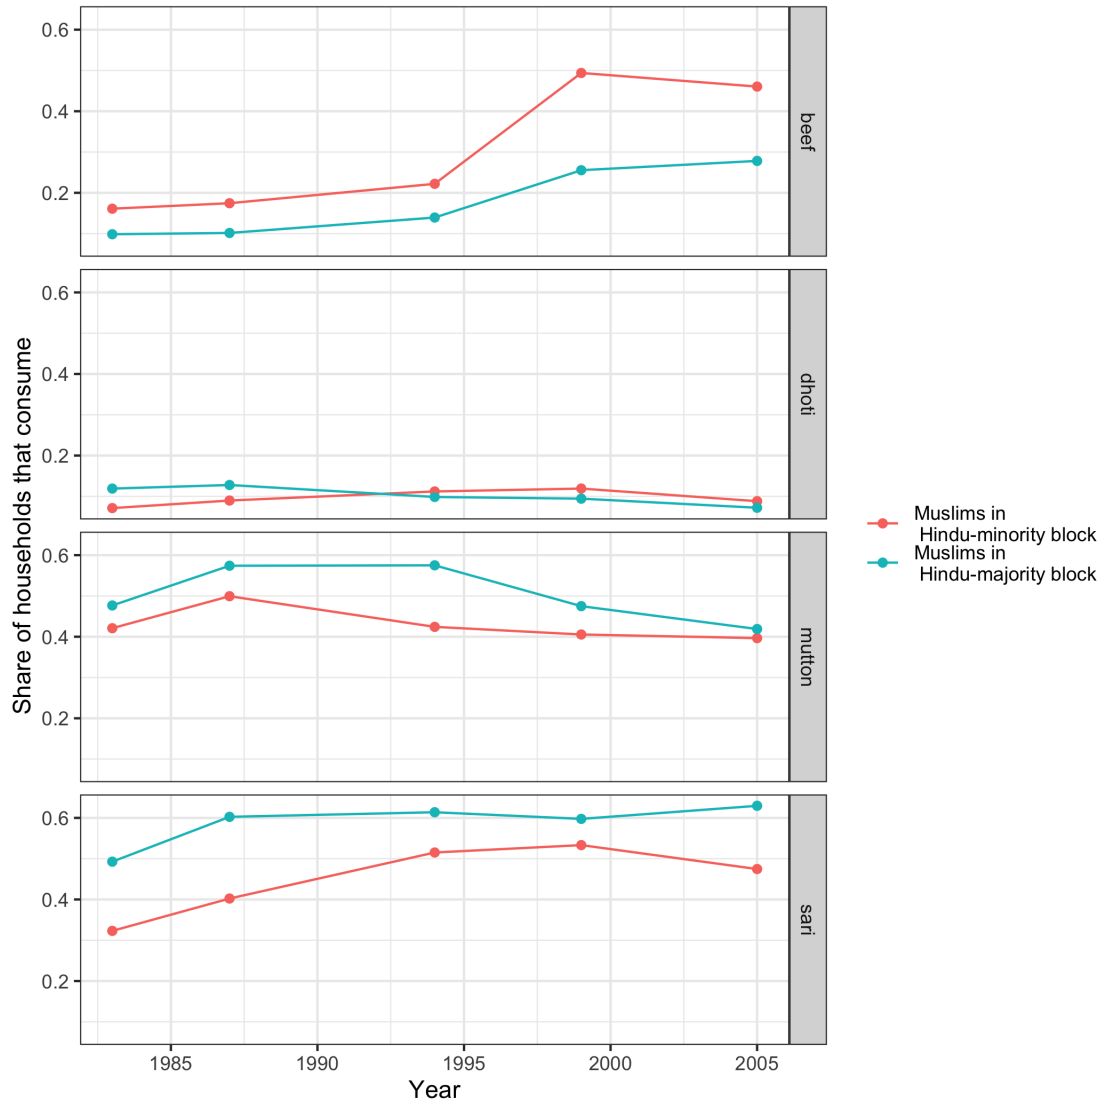 0.6
0.4
0.2
beef
0.6
0.4
0.2
dhoti
0.6
0.4
0.2
mutton
0.6
0.4
0.2
sari
1985 1990 1995 2000 2005
Year
Share of households that consume
Muslims in
Hindu-minority block
Muslims in
Hindu-majority block